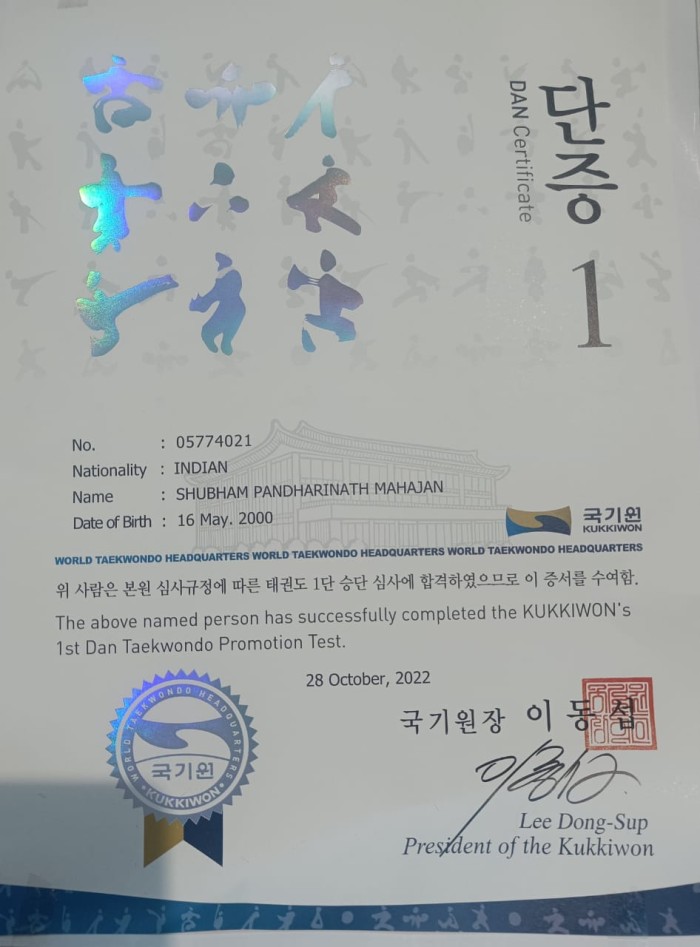 단증
DAN Certificate
1
No. : 05774021
Nationality : INDIAN
Name : SHUBHAM PANDHARINATH MAHAJAN
Date of Birth : 16 May. 2000
국기원
KUKKIWON
WORLD TAEKWONDO HEADQUARTERS WORLD TAEKWONDO HEADQUARTERS WORLD TAEKWONDO HEADQUARTERS
위 사람은 본원 심사규정에 따른 태권도 1단 승단 심사에 합격하였으므로 이 증서를 수여함.
The above named person has successfully completed the KUKKIWON's
1st Dan Taekwondo Promotion Test.
28 October, 2022
국기원장 이동섭
WORLD TAEKWONDO HEADQUARTERS
국기원
KUKKIWON
Lee Dong-Sup
President of the Kukkiwon